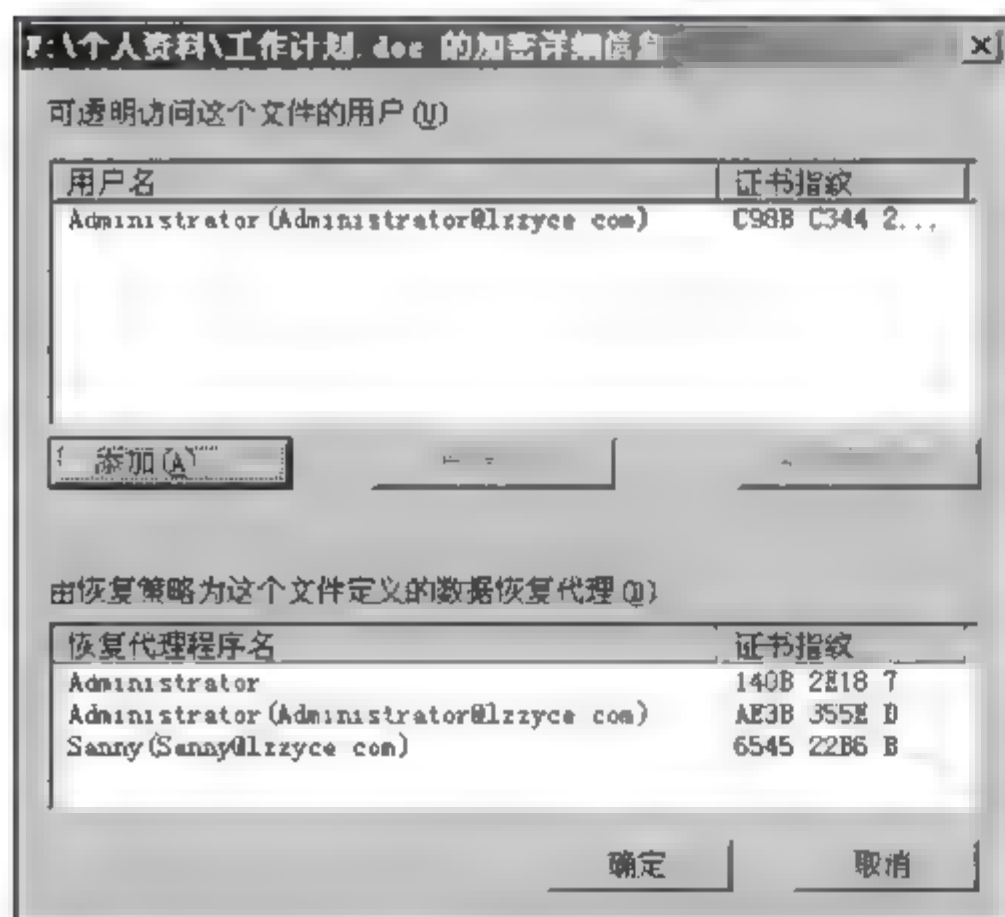 F:\个人资料\工作计划.doc 的加密详细信息
可透明访问这个文件的用户(U)
用户名 证书指纹
Administrator(Administrator@lzzyce com) C98B C344 2...
添加(A)
由恢复策略为这个文件定义的数据恢复代理
恢复代理程序名 证书指纹
Administrator 140B 2E18 7
Administrator(Administrator@lzzyce com) AE3B 355E D
Sanny(Sanny@lzzyce com) 6545 22B6 B
确定 取消